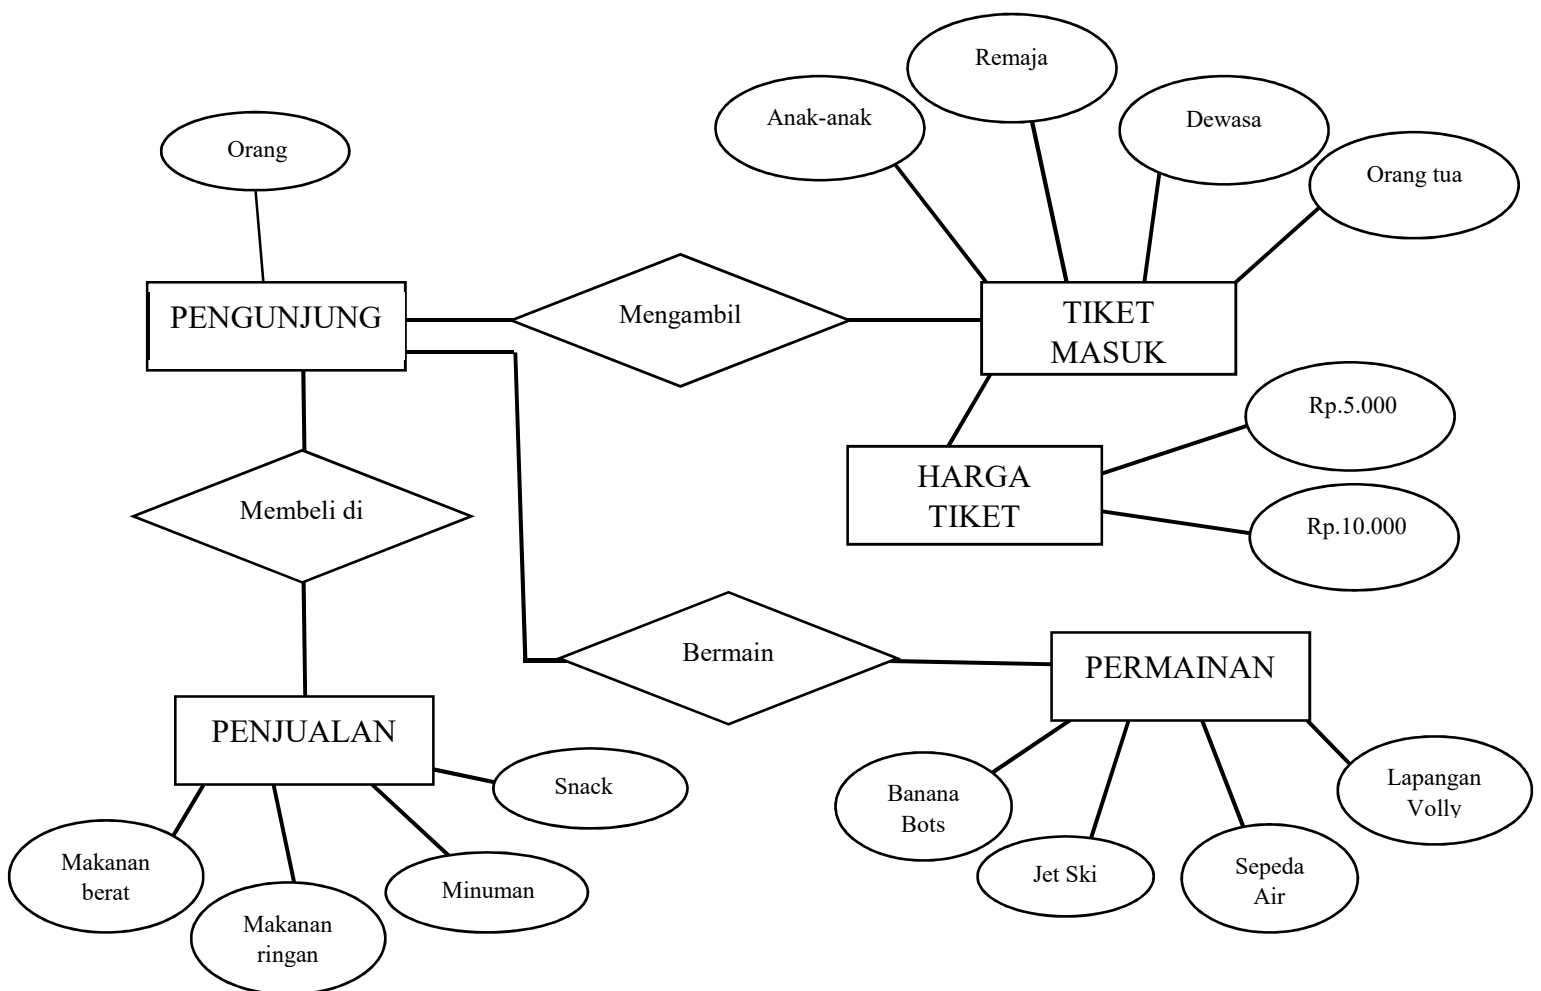 Remaja
Anak-anak
Dewasa
Orang
Orang tua
PENGUNJUNG
Mengambil
TIKET
MASUK
Rp.5.000
HARGA
TIKET
Membeli di
Rp.10.000
Bermain
PERMAINAN
PENJUALAN
Snack
Banana
Bots
Lapangan
Volly
Makanan
berat
Minuman
Jet Ski
Sepeda
Air
Makanan
ringan